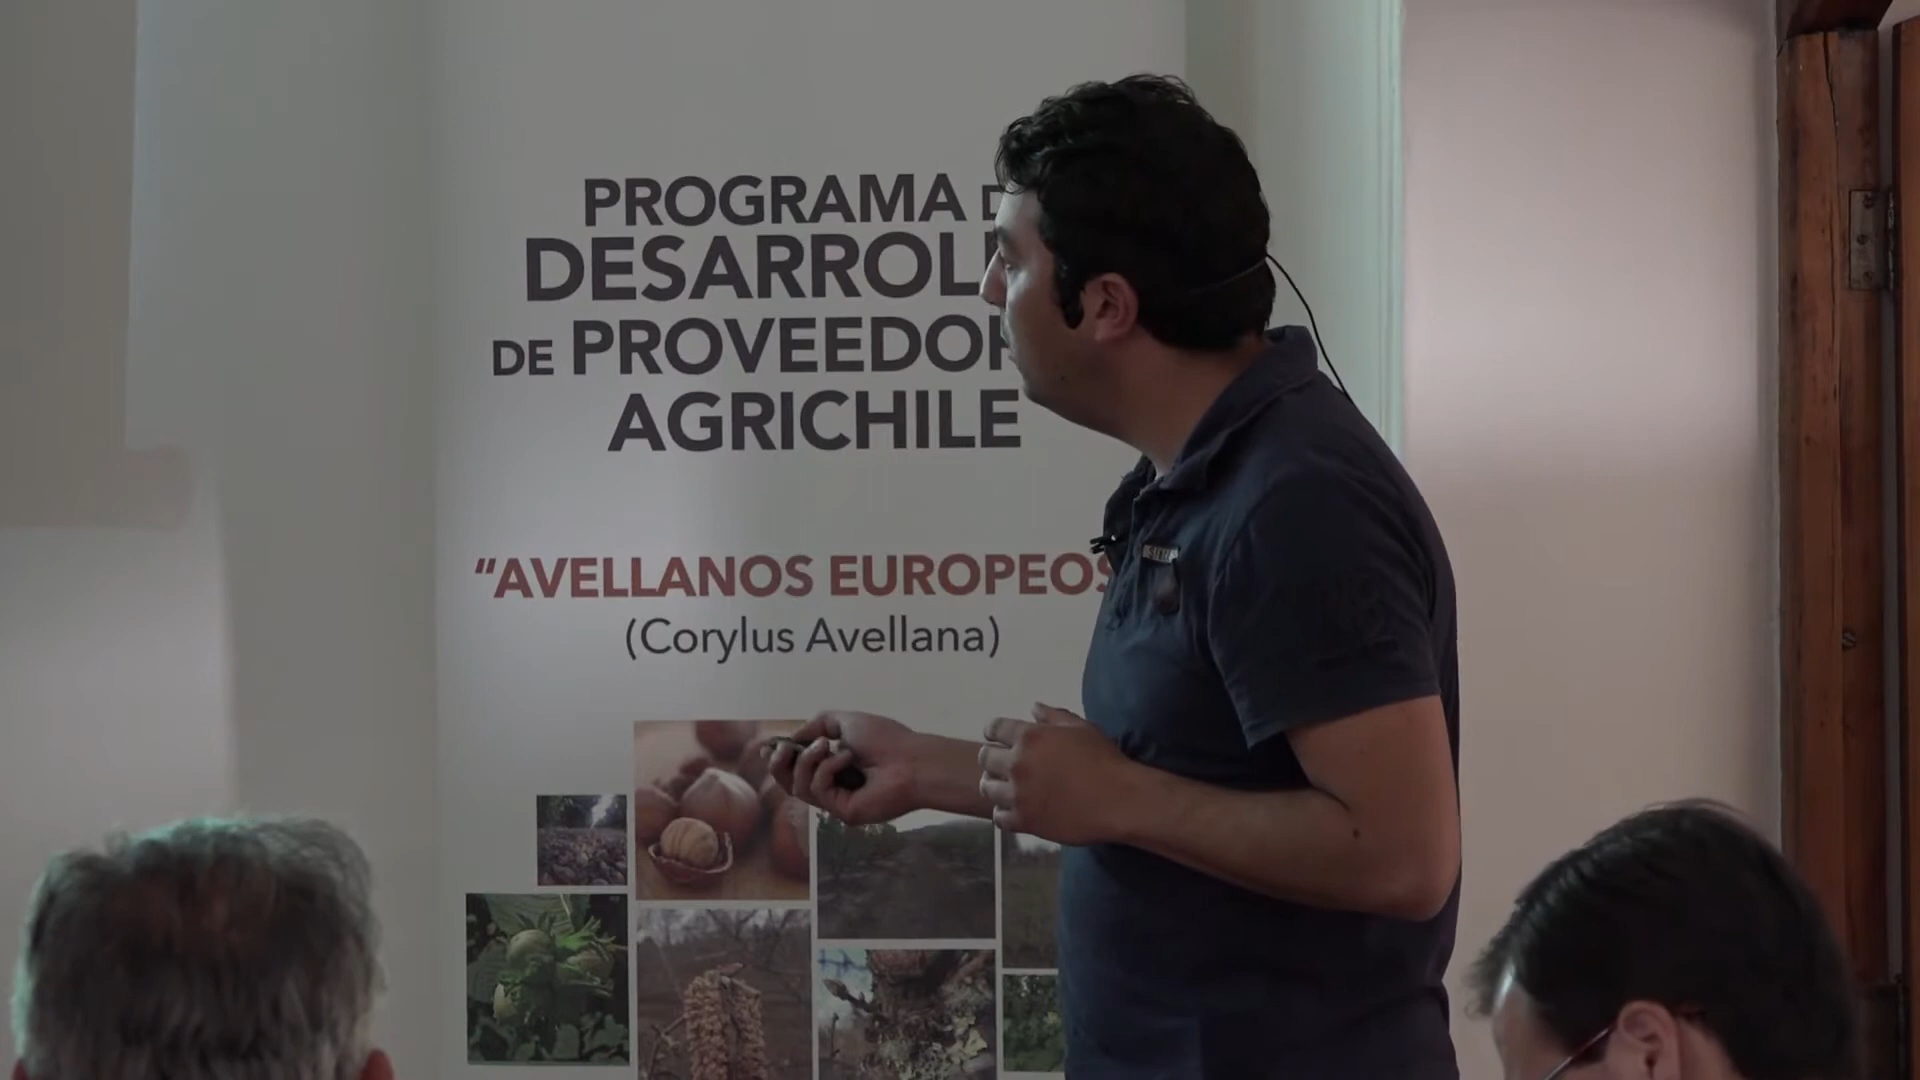 PROGRAMA D
DESARROL
DE PROVEEDOR
AGRICHILE
“AVELLANOS EUROPEOS
(Corylus Avellana)